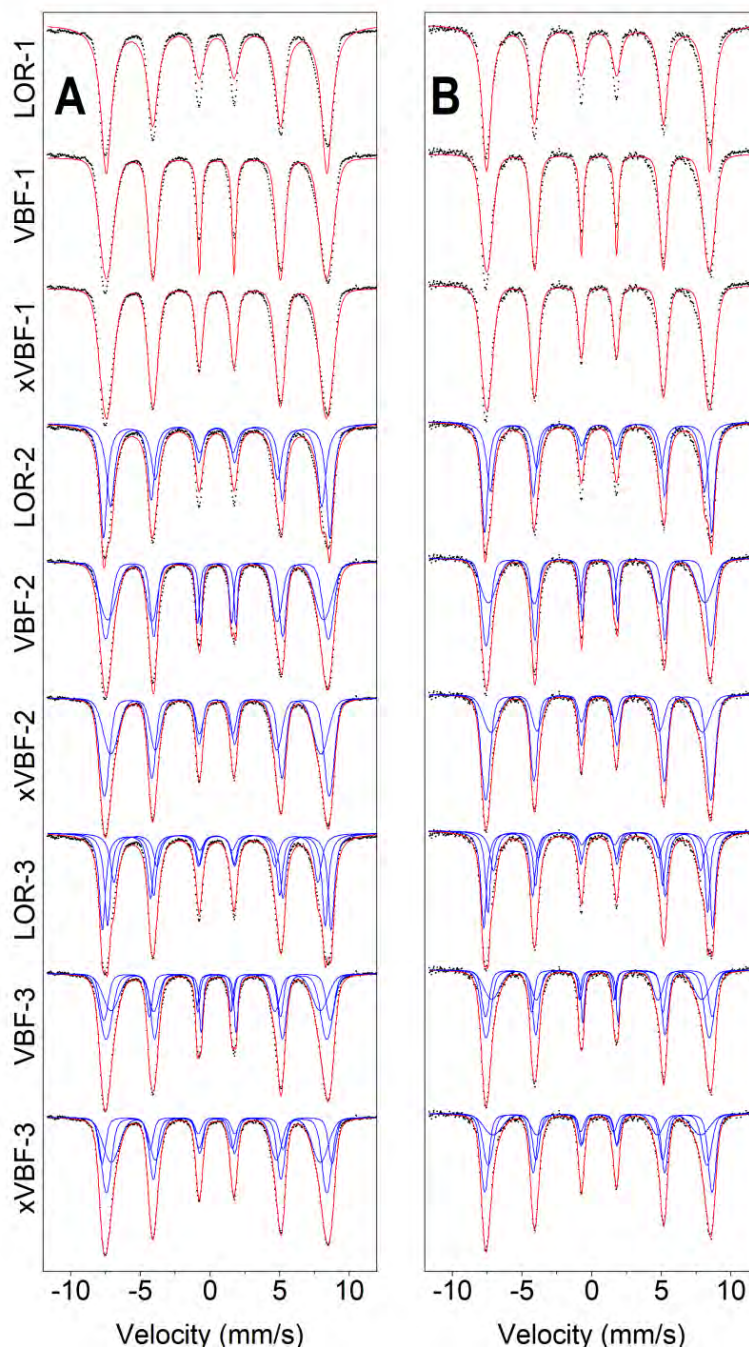 A
B
LOR-1
VBF-1
xVBF-1
LOR-2
VBF-2
xVBF-2
LOR-3
VBF-3
xVBF-3
-10 -5 0 5 10
-10 -5 0 5 10
Velocity (mm/s)
Velocity (mm/s)